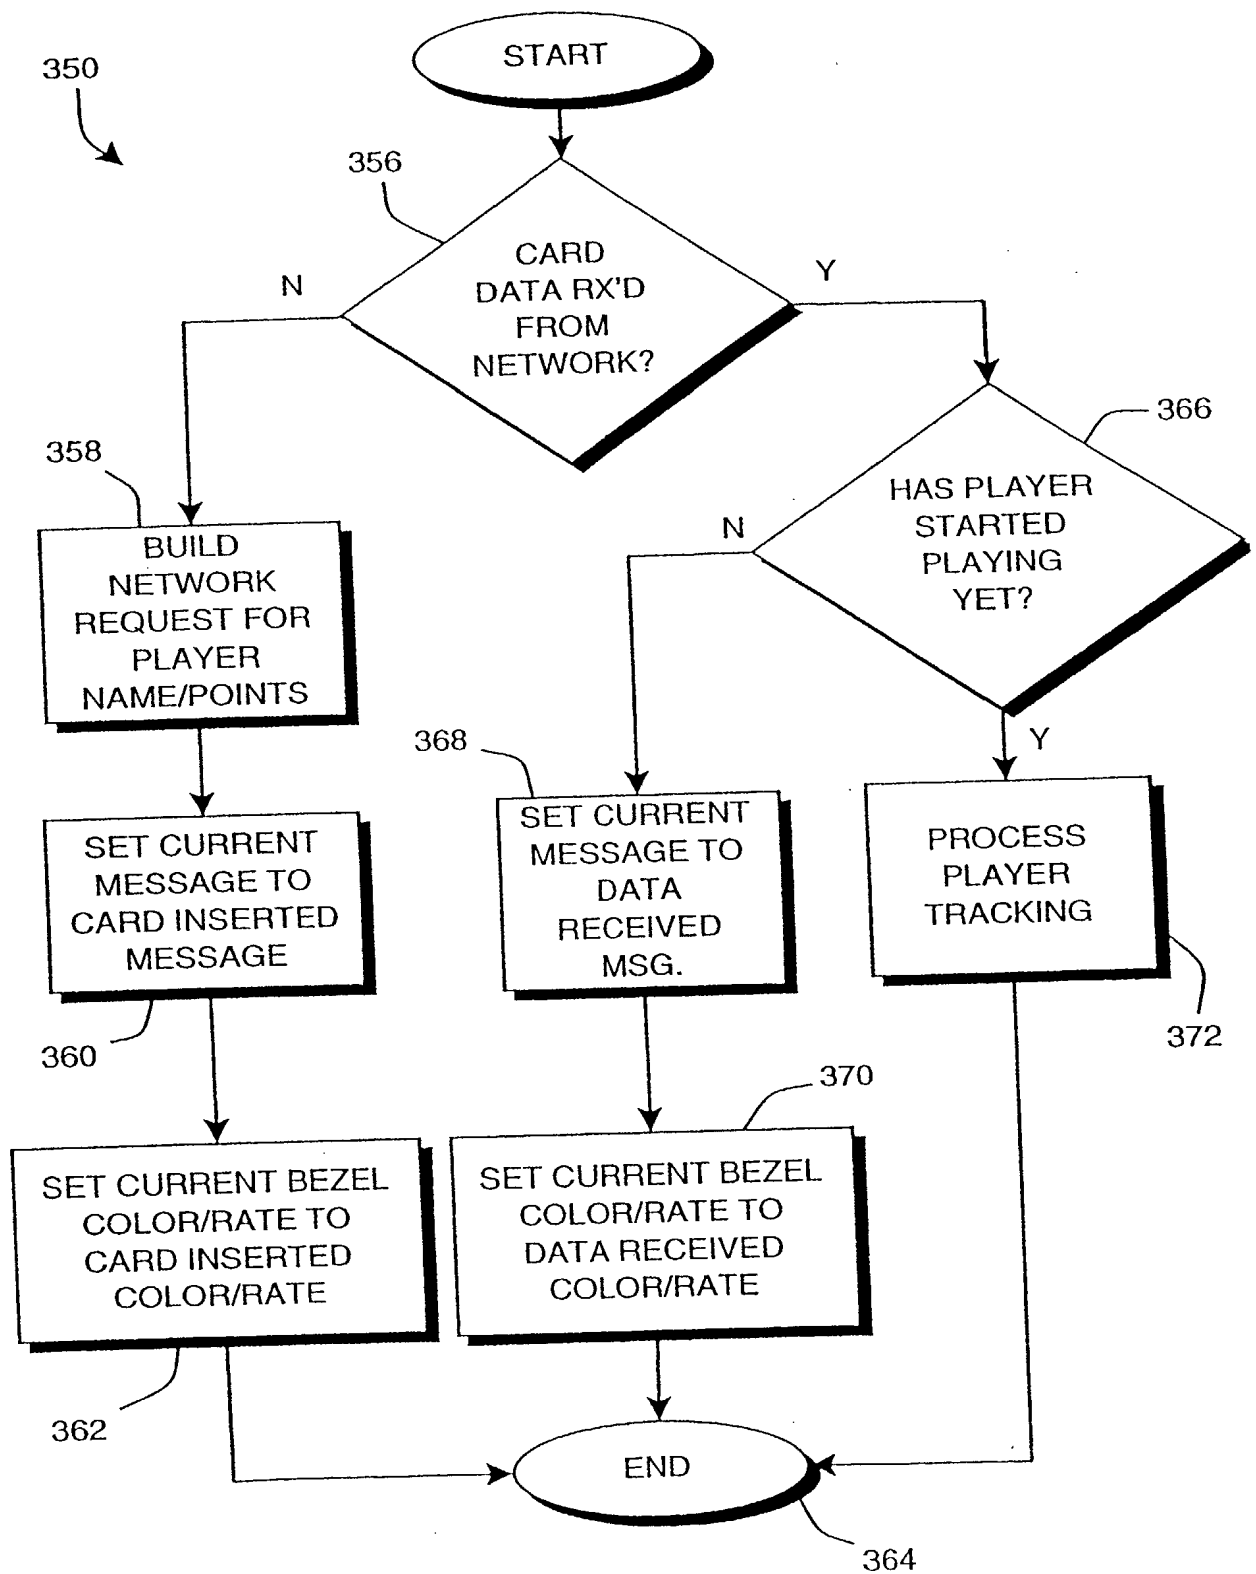 START
350
356
CARD
DATA RX'D
FROM
NETWORK?
N
Y
366
HAS PLAYER
STARTED
PLAYING
YET?
N
Y
358
BUILD
NETWORK
REQUEST FOR
PLAYER
NAME/POINTS
368
SET CURRENT
MESSAGE TO
DATA
RECEIVED
MSG.
PROCESS
PLAYER
TRACKING
372
SET CURRENT
MESSAGE TO
CARD INSERTED
MESSAGE
360
370
SET CURRENT BEZEL
COLOR/RATE TO
CARD INSERTED
COLOR/RATE
362
SET CURRENT BEZEL
COLOR/RATE TO
DATA RECEIVED
COLOR/RATE
END
364